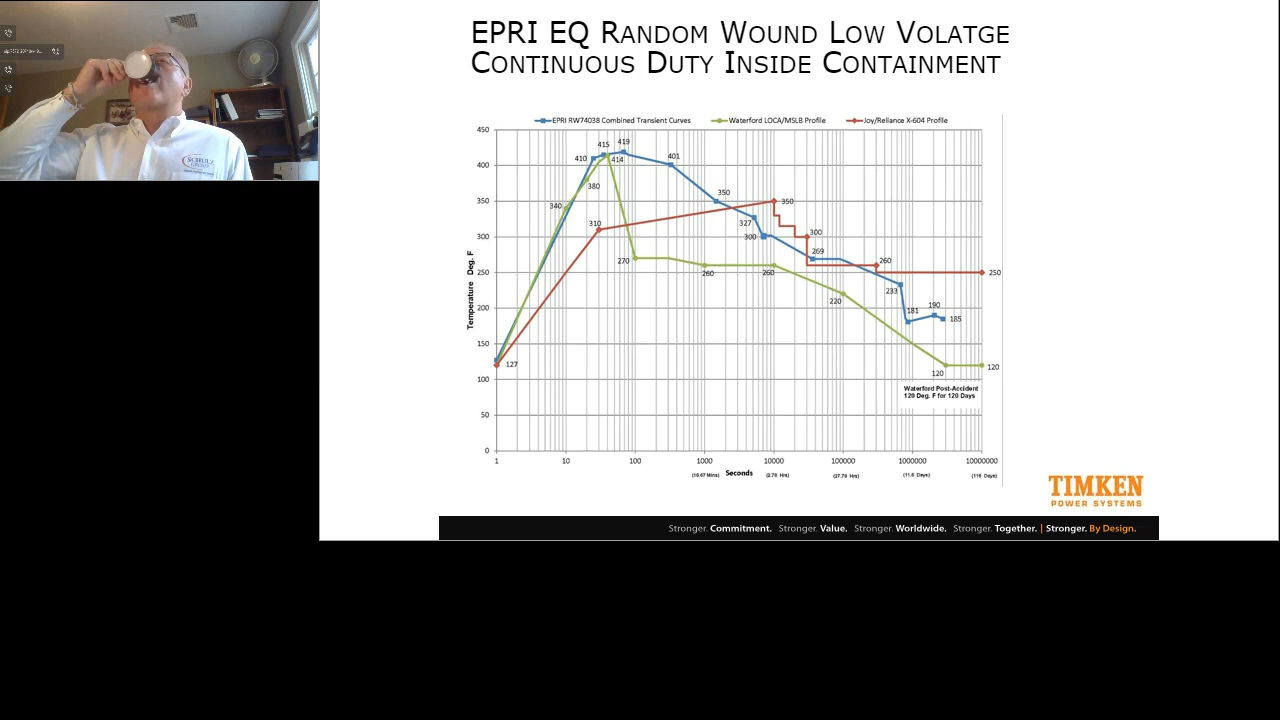 EPRI EQ RANDOM WOUND LOW VOLATGE
CONTINUOUS DUTY INSIDE CONTAINMENT
EPRI RW74038 Combined Transient Curves
Waterford LOCA/MSLB Profile
Joy/Reliance X-604 Profile
450
400
350
300
250
200
150
100
50
0
Temperature Deg. F
410
415
419
414
401
380
340
350
310
327
300
350
300
269
260
270
260
260
250
233
220
181
190
185
127
120
120
Waterford Post-Accident
120 Deg. F for 120 Days
1
10
100
1000
10000
100000
1000000
10000000
(16.67 Mins)
Seconds
(2.78 Hrs)
(27.78 Hrs)
(11.6 Days)
(116 Days)
TIMKEN
POWER SYSTEMS
Stronger. Commitment. Stronger. Value. Stronger. Worldwide. Stronger. Together. | Stronger. By Design.
SCHULZ
GROUP